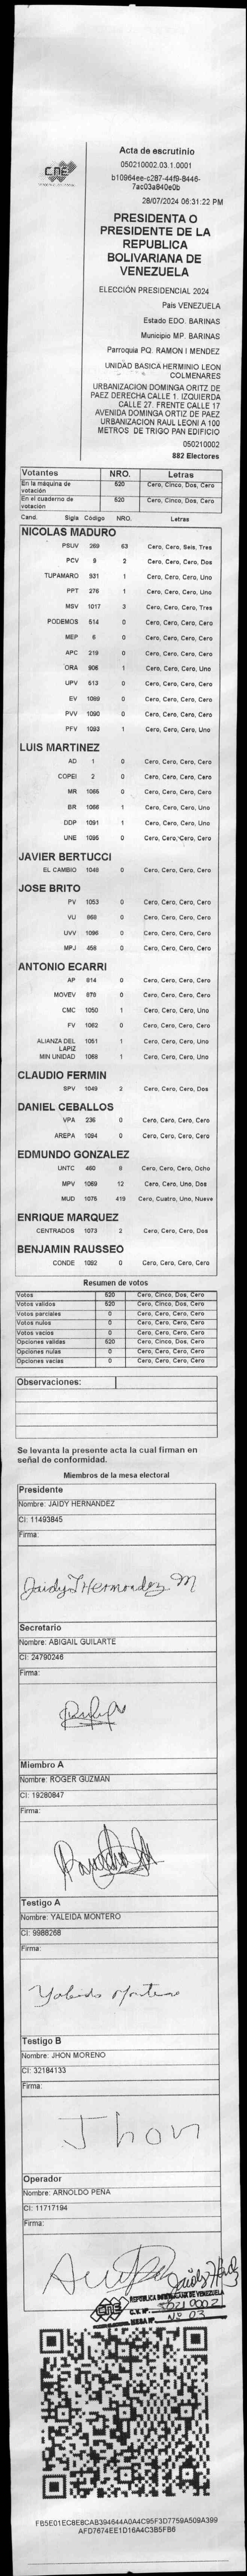 CNE
Acta de escrutinio
050210002.03.1.0001
b10964ee-c287-44f9-8446-
7ac03a840e0b
28/07/2024 06:31:22 PM
PRESIDENTA O
PRESIDENTE DE LA
REPUBLICA
BOLIVARIANA DE
VENEZUELA
ELECCIÓN PRESIDENCIAL 2024
País VENEZUELA
Estado EDO. BARINAS
Municipio MP. BARINAS
Parroquia PQ. RAMON I MENDEZ
UNIDAD BASICA HERMINIO LEON
COLMENARES
URBANIZACION DOMINGA ORITZ DE
PAEZ DERECHA CALLE 1. IZQUIERDA
CALLE 27. FRENTE CALLE 17
AVENIDA DOMINGA ORTIZ DE PAEZ
URBANIZACION RAUL LEONI A 100
METROS DE TRIGO PAN EDIFICIO
050210002
882 Electores
Votantes NRO. Letras
En la máquina de votación 520 Cero, Cinco, Dos, Cero
En el cuaderno de votación 520 Cero, Cinco, Dos, Cero
Cand. Sigla Código NRO. Letras
NICOLAS MADURO
PSUV 269 63 Cero, Cero, Seis, Tres
PCV 9 2 Cero, Cero, Cero, Dos
TUPAMARO 931 1 Cero, Cero, Cero, Uno
PPT 276 1 Cero, Cero, Cero, Uno
MSV 1017 3 Cero, Cero, Cero, Tres
PODEMOS 514 0 Cero, Cero, Cero, Cero
MEP 6 0 Cero, Cero, Cero, Cero
APC 219 0 Cero, Cero, Cero, Cero
ORA 906 1 Cero, Cero, Cero, Uno
UPV 513 0 Cero, Cero, Cero, Cero
EV 1089 0 Cero, Cero, Cero, Cero
PVV 1090 0 Cero, Cero, Cero, Cero
PFV 1093 1 Cero, Cero, Cero, Uno
LUIS MARTINEZ
AD 1 0 Cero, Cero, Cero, Cero
COPEI 2 0 Cero, Cero, Cero, Cero
MR 1065 0 Cero, Cero, Cero, Cero
BR 1066 1 Cero, Cero, Cero, Uno
DDP 1091 1 Cero, Cero, Cero, Uno
UNE 1095 0 Cero, Cero, Cero, Cero
JAVIER BERTUCCI
EL CAMBIO 1048 0 Cero, Cero, Cero, Cero
JOSE BRITO
PV 1053 0 Cero, Cero, Cero, Cero
VU 868 0 Cero, Cero, Cero, Cero
UVV 1096 0 Cero, Cero, Cero, Cero
MPJ 458 0 Cero, Cero, Cero, Cero
ANTONIO ECARRI
AP 814 0 Cero, Cero, Cero, Cero
MOVEV 979 0 Cero, Cero, Cero, Cero
CMC 1050 1 Cero, Cero, Cero, Uno
FV 1062 0 Cero, Cero, Cero, Cero
ALIANZA DEL LAPIZ 1051 1 Cero, Cero, Cero, Uno
MIN UNIDAD 1068 1 Cero, Cero, Cero, Uno
CLAUDIO FERMIN
SPV 1049 2 Cero, Cero, Cero, Dos
DANIEL CEBALLOS
VPA 236 0 Cero, Cero, Cero, Cero
AREPA 1094 0 Cero, Cero, Cero, Cero
EDMUNDO GONZALEZ
UNTC 460 8 Cero, Cero, Cero, Ocho
MPV 1069 12 Cero, Cero, Uno, Dos
MUD 1075 419 Cero, Cuatro, Uno, Nueve
ENRIQUE MARQUEZ
CENTRADOS 1073 2 Cero, Cero, Cero, Dos
BENJAMIN RAUSSEO
CONDE 1092 0 Cero, Cero, Cero, Cero
Resumen de votos
Votos 520 Cero, Cinco, Dos, Cero
Votos validos 520 Cero, Cinco, Dos, Cero
Votos parciales 0 Cero, Cero, Cero, Cero
Votos nulos 0 Cero, Cero, Cero, Cero
Votos vacios 0 Cero, Cero, Cero, Cero
Opciones validas 520 Cero, Cinco, Dos, Cero
Opciones nulas 0 Cero, Cero, Cero, Cero
Opciones vacias 0 Cero, Cero, Cero, Cero
Observaciones:
Se levanta la presente acta la cual firman en
señal de conformidad.
Miembros de la mesa electoral
Presidente
Nombre: JAIDY HERNANDEZ
CI: 11493845
Firma:
Jaidy J Hernandez M
Secretario
Nombre: ABIGAIL GUILARTE
CI: 24790246
Firma:
Miembro A
Nombre: ROGER GUZMAN
CI: 19280847
Firma:
Testigo A
Nombre: YALEIDA MONTERO
CI: 9988268
Firma:
Yaleida Montero
Testigo B
Nombre: JHON MORENO
CI: 32184133
Firma:
Jhon
Operador
Nombre: ARNOLDO PEÑA
CI: 11717194
Firma:
CNE
REPUBLICA BOLIVARIANA DE VENEZUELA
C.V. Nº
MESA Nº 03
FB5E01EC8E8CAB394644A0A4C95F3D7759A509A399
AFD7674EE1D16A4C3B5FB6